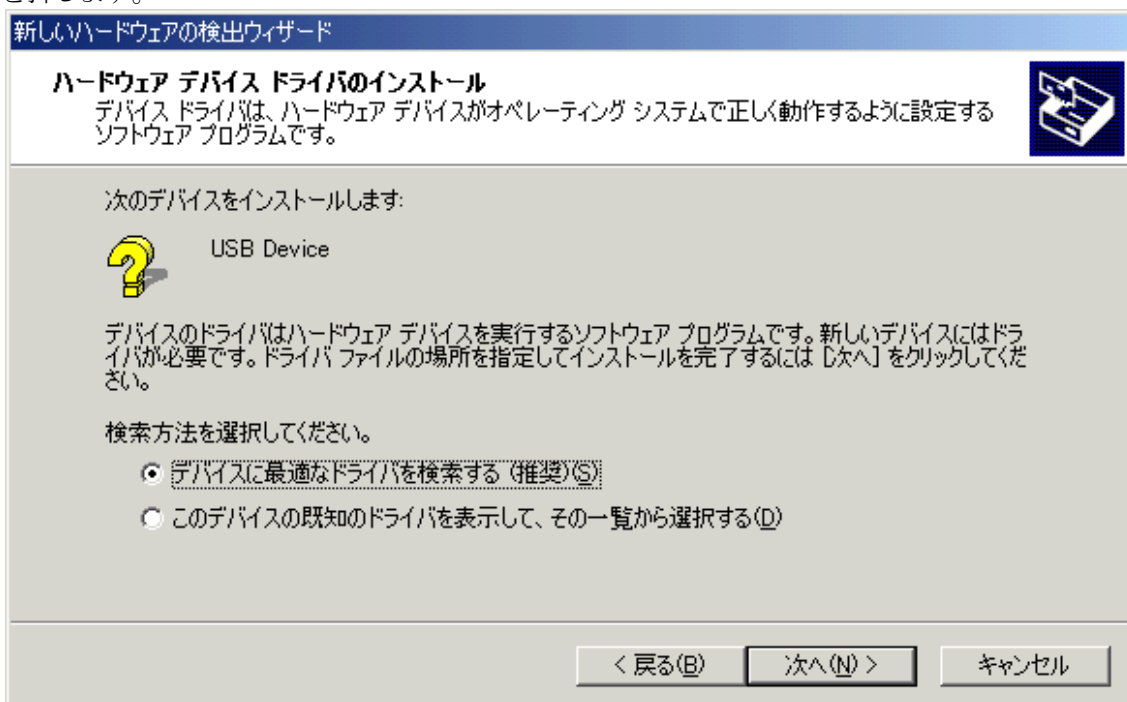 を押します。
新しいハードウェアの検出ウィザード
ハードウェア デバイス ドライバのインストール
デバイス ドライバは、ハードウェア デバイスがオペレーティング システムで正しく動作するように設定する
ソフトウェア プログラムです。
次のデバイスをインストールします:
USB Device
デバイスのドライバはハードウェア デバイスを実行するソフトウェア プログラムです。新しいデバイスにはドラ
イバが必要です。ドライバ ファイルの場所を指定してインストールを完了するには [次へ] をクリックしてくだ
さい。
検索方法を選択してください。
デバイスに最適なドライバを検索する (推奨)(S)
このデバイスの既知のドライバを表示して、その一覧から選択する(D)
< 戻る(B)
次へ(N) >
キャンセル